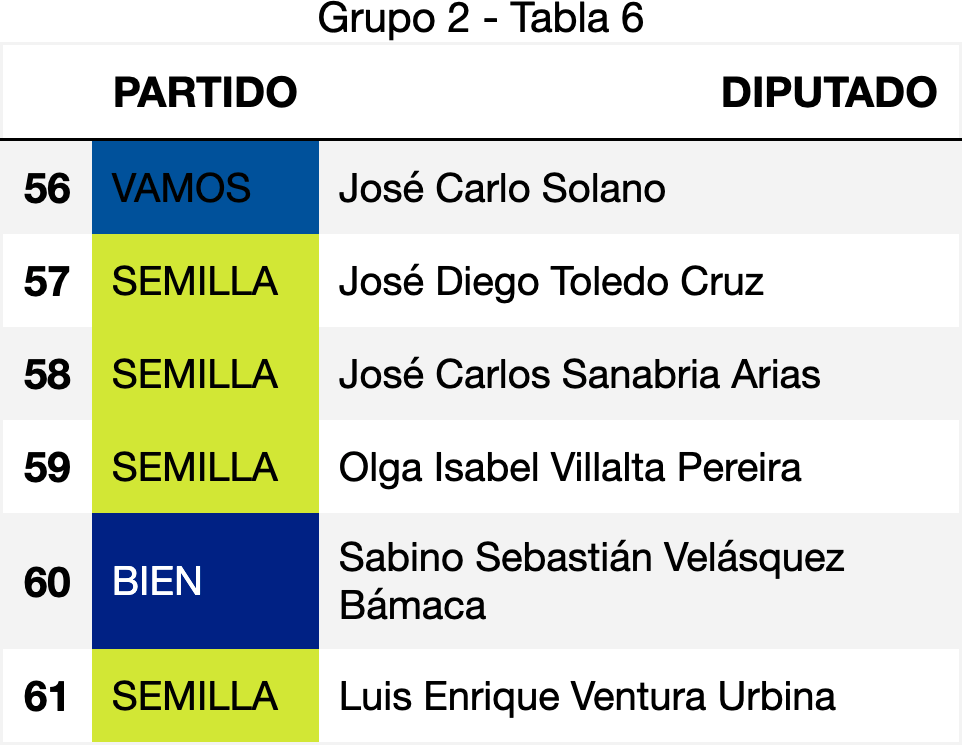 Grupo 2 - Tabla 6
PARTIDO DIPUTADO
56 VAMOS José Carlo Solano
57 SEMILLA José Diego Toledo Cruz
58 SEMILLA José Carlos Sanabria Arias
59 SEMILLA Olga Isabel Villalta Pereira
60 BIEN Sabino Sebastián Velásquez
Bámaca
61 SEMILLA Luis Enrique Ventura Urbina